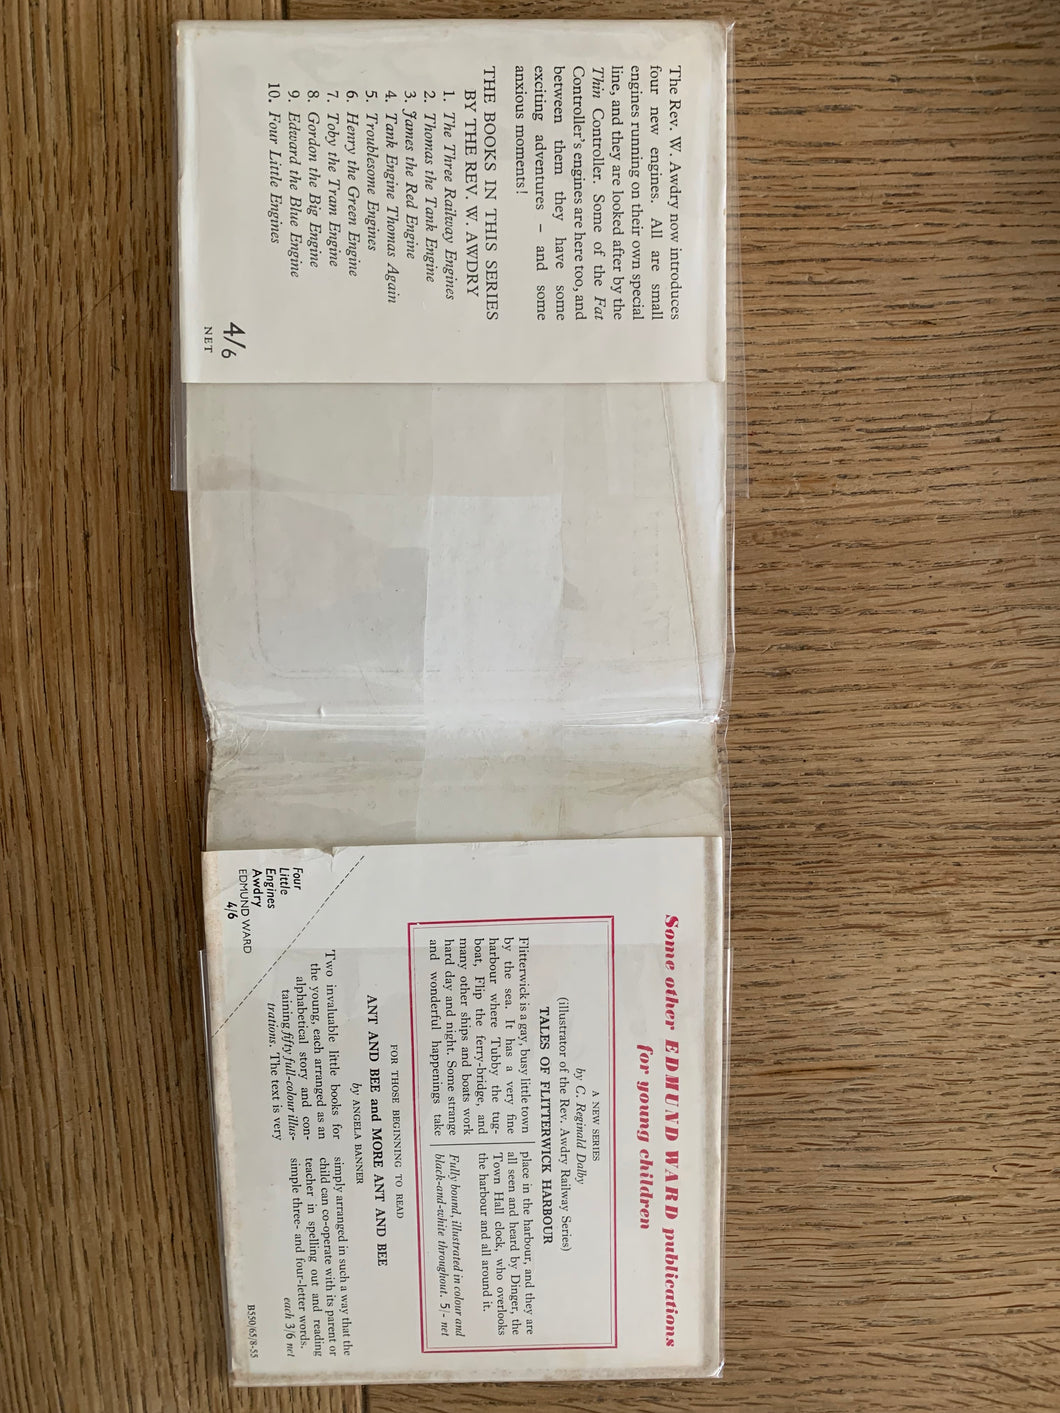 The Rev. W. Awdry now introduces
four new engines. All are small
engines running on their own special
line, and they are looked after by the
Thin Controller. Some of the Fat
Controller's engines are here too, and
between them they have some
exciting adventures – and some
anxious moments!
THE BOOKS IN THIS SERIES
BY THE REV. W. AWDRY
1. The Three Railway Engines
2. Thomas the Tank Engine
3. James the Red Engine
4. Tank Engine Thomas Again
5. Troublesome Engines
6. Henry the Green Engine
7. Toby the Tram Engine
8. Gordon the Big Engine
9. Edward the Blue Engine
10. Four Little Engines
4/6
NET
Some other EDMUND WARD publications
for young children
A NEW SERIES
by C. Reginald Dalby
(illustrator of the Rev. Awdry Railway Series)
TALES OF FLITTERWICK HARBOUR
Flitterwick is a gay, busy little town
by the sea. It has a very fine
harbour where Tubby the tug-
boat, Flip the ferry-bridge, and
many other ships and boats work
hard day and night. Some strange
and wonderful happenings take
place in the harbour, and they are
all seen and heard by Dinger, the
Town Hall clock, who overlooks
the harbour and all around it.
Fully bound, illustrated in colour and
black-and-white throughout. 5/- net
FOR THOSE BEGINNING TO READ
ANT AND BEE and MORE ANT AND BEE
by ANGELA BANNER
Two invaluable little books for
the young, each arranged as an
alphabetical story and con-
taining fifty full-colour illus-
trations. The text is very
simply arranged in such a way that the
child can co-operate with its parent or
teacher in spelling out and reading
simple three- and four-letter words.
each 3/6 net
Four
Little
Engines
Awdry
EDMUND WARD
4/6
B550/65/8-55